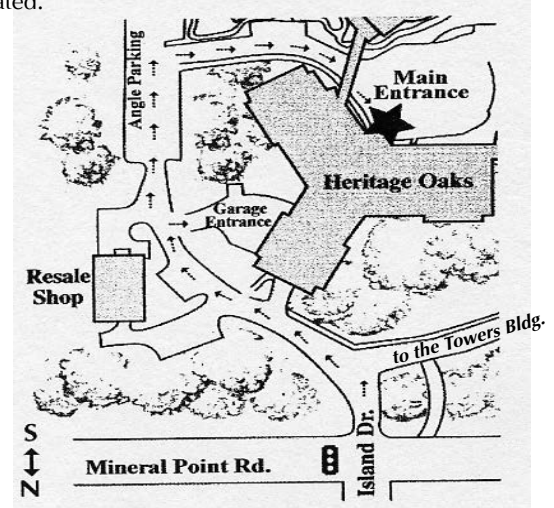 ated.
Angle Parking
Main
Entrance
Heritage Oaks
Garage
Entrance
Resale
Shop
to the Towers Bldg.
S
N
Mineral Point Rd.
Island Dr.